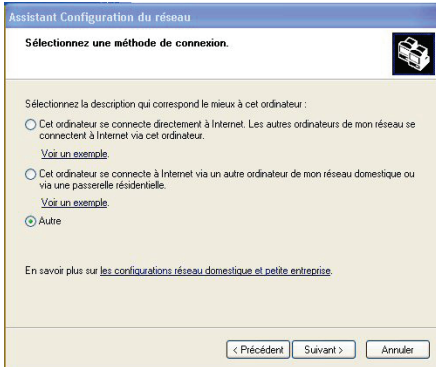 Assistant Configuration du réseau
Sélectionnez une méthode de connexion.
Sélectionnez la description qui correspond le mieux à cet ordinateur :
Cet ordinateur se connecte directement à Internet. Les autres ordinateurs de mon réseau se
connectent à Internet via cet ordinateur.
Voir un exemple.
Cet ordinateur se connecte à Internet via un autre ordinateur de mon réseau domestique ou
via une passerelle résidentielle.
Voir un exemple.
Autre
En savoir plus sur les configurations réseau domestique et petite entreprise.
< Précédent Suivant > Annuler